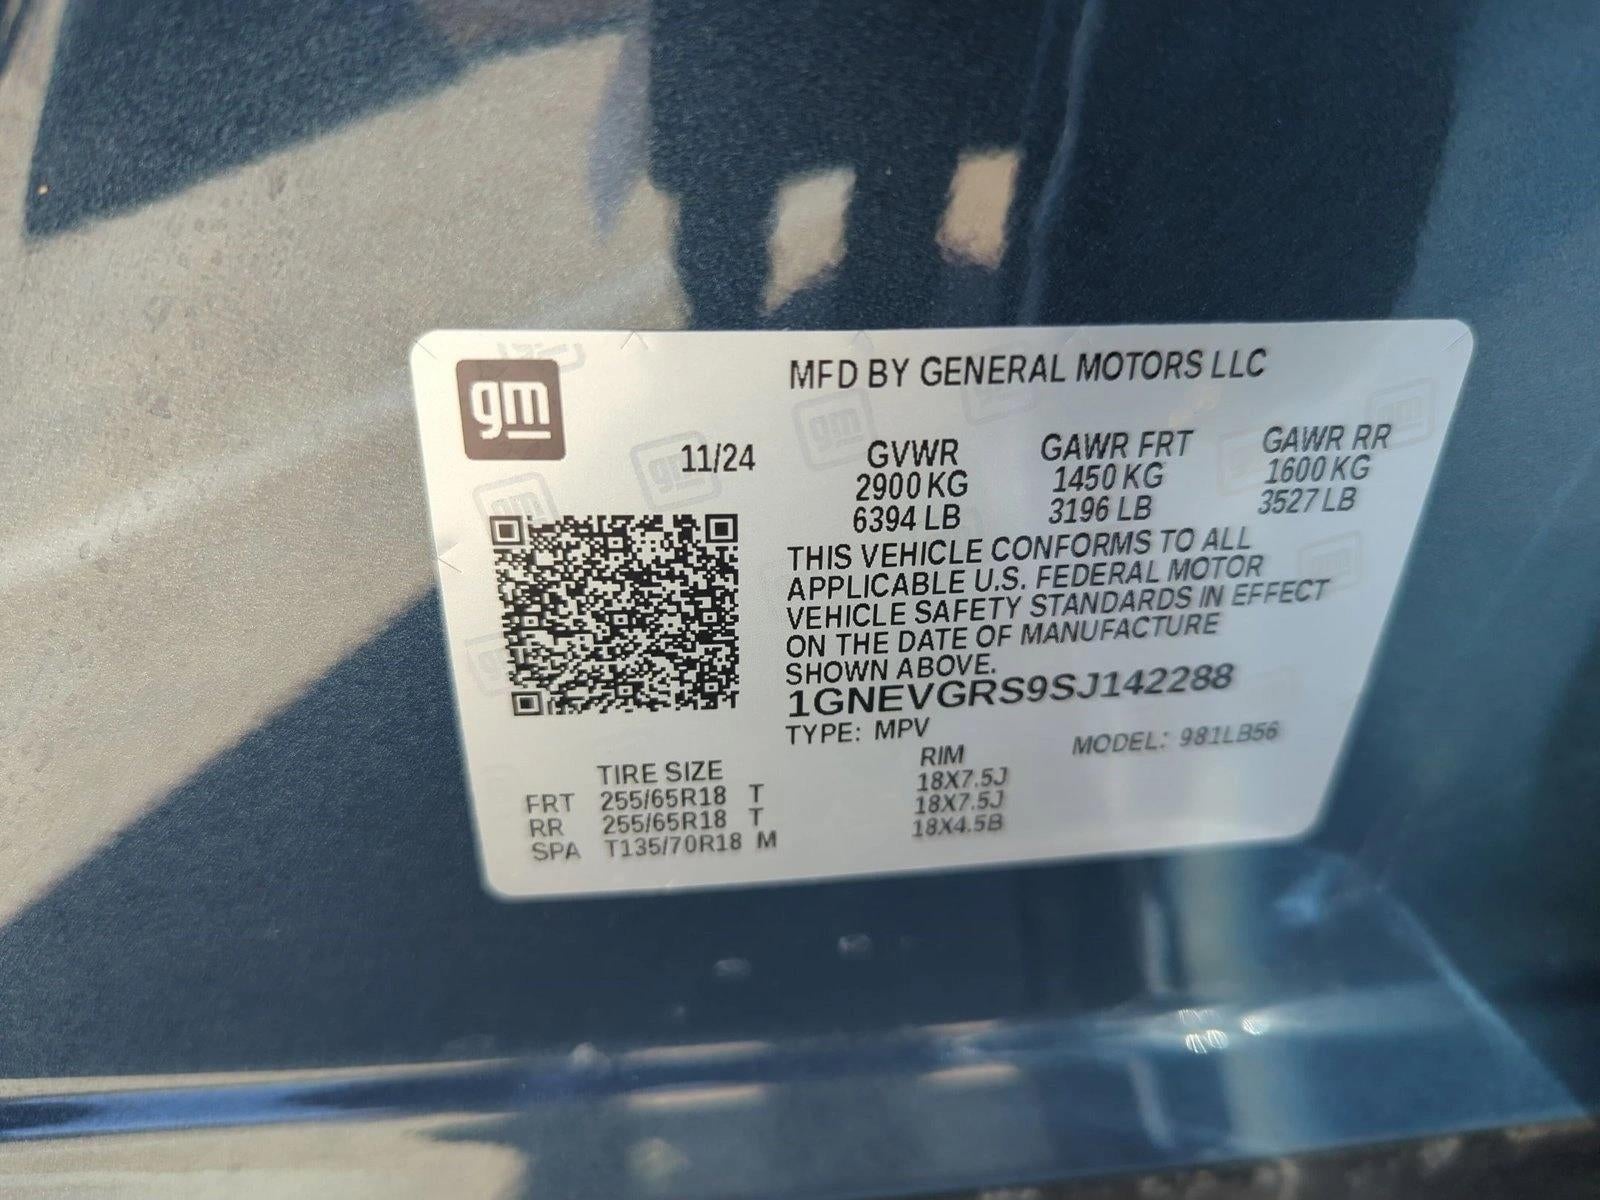 gm
MFD BY GENERAL MOTORS LLC
11/24
GVWR GAWR FRT GAWR RR
2900 KG 1450 KG 1600 KG
6394 LB 3196 LB 3527 LB
THIS VEHICLE CONFORMS TO ALL
APPLICABLE U.S. FEDERAL MOTOR
VEHICLE SAFETY STANDARDS IN EFFECT
ON THE DATE OF MANUFACTURE
SHOWN ABOVE.
1GNEVGRS9SJ142288
TYPE: MPV MODEL: 981LB56
TIRE SIZE RIM
FRT 255/65R18 T 18X7.5J
RR 255/65R18 T 18X7.5J
SPA T135/70R18 M 18X4.5B